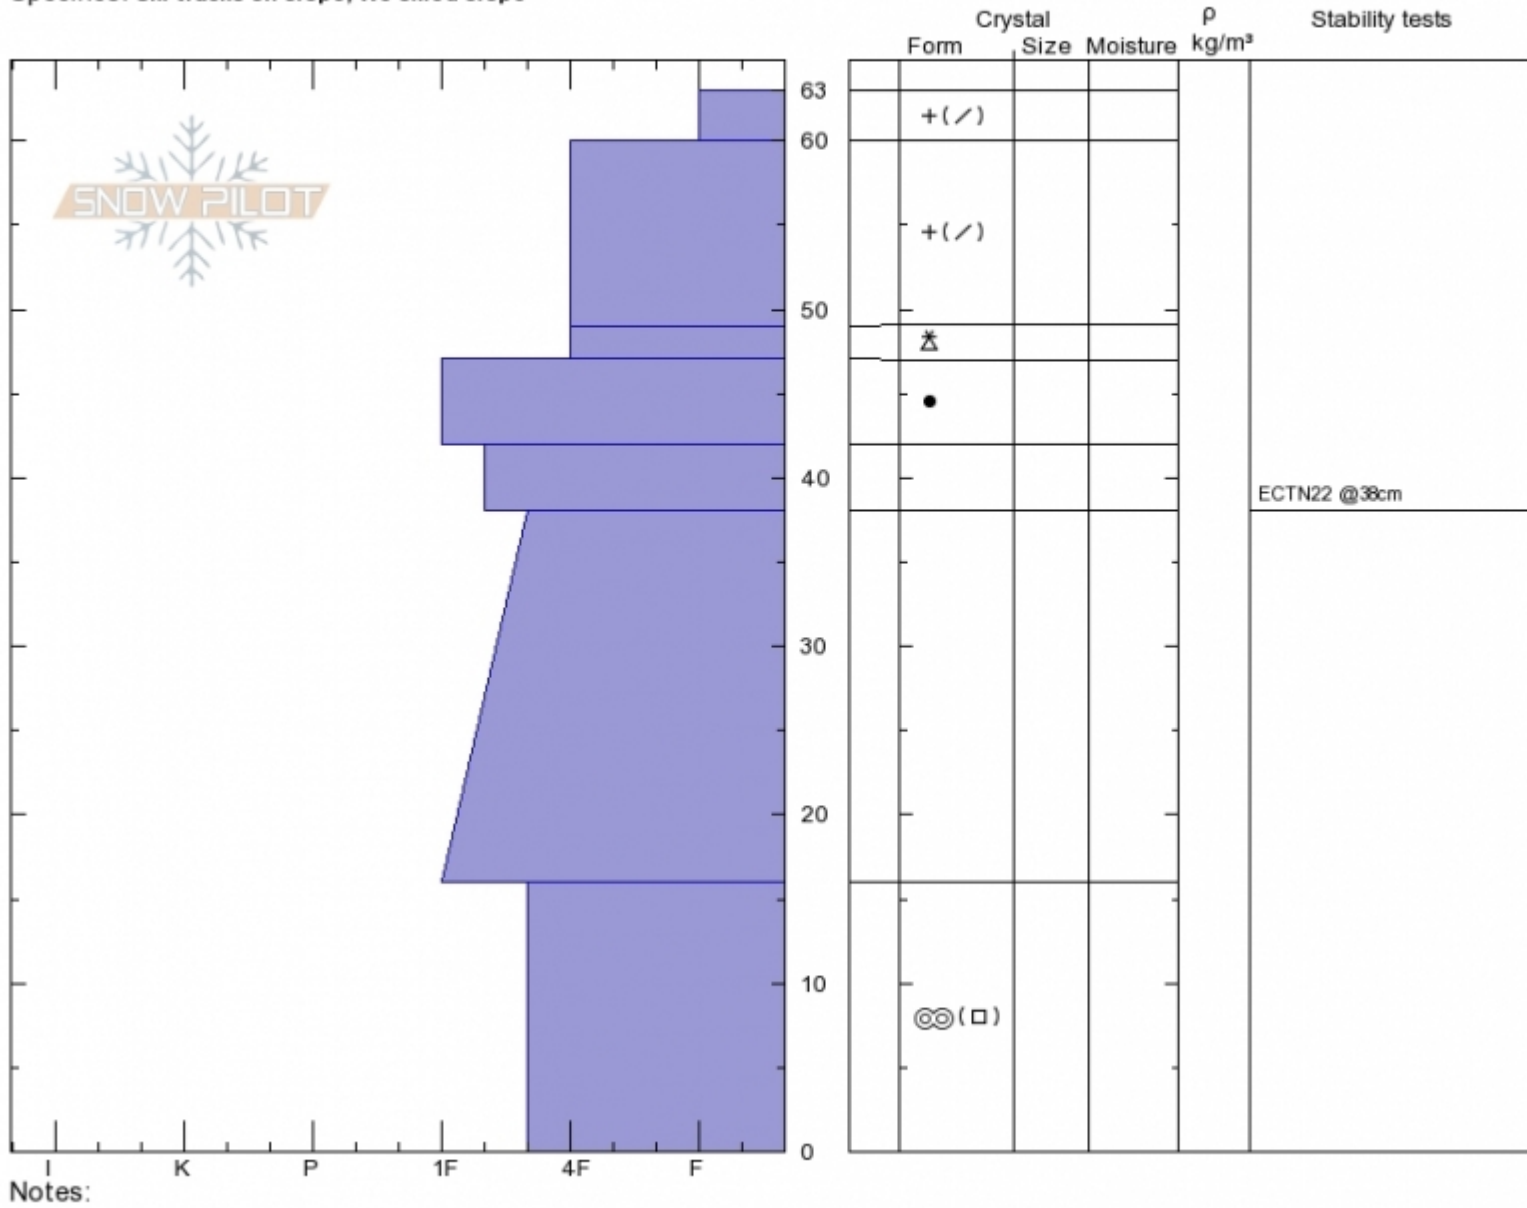 Crystal ρ Stability tests
Form Size Moisture kg/m³
63
+(/)
60
SNOW PILOT
+(/)
50
●
40
ECTN22 @38cm
30
20
10
(□)
0
I K P 1F 4F F
Notes: